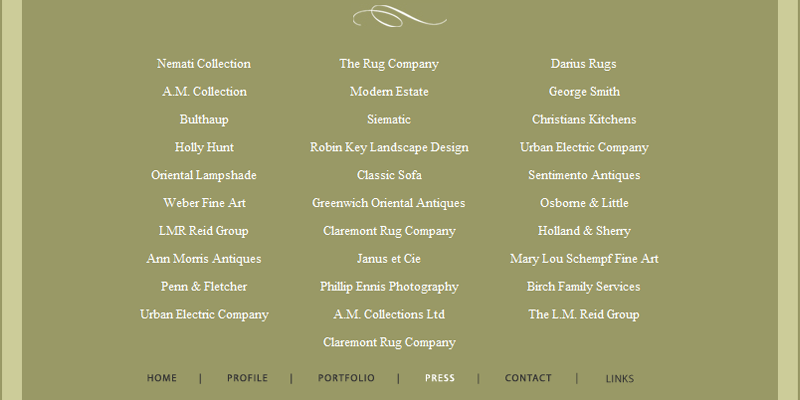 Nemati Collection
The Rug Company
Darius Rugs
A.M. Collection
Modern Estate
George Smith
Bulthaup
Siematic
Christians Kitchens
Holly Hunt
Robin Key Landscape Design
Urban Electric Company
Oriental Lampshade
Classic Sofa
Sentimento Antiques
Weber Fine Art
Greenwich Oriental Antiques
Osborne & Little
LMR Reid Group
Claremont Rug Company
Holland & Sherry
Ann Morris Antiques
Janus et Cie
Mary Lou Schempf Fine Art
Penn & Fletcher
Phillip Ennis Photography
Birch Family Services
Urban Electric Company
A.M. Collections Ltd
The L.M. Reid Group
Claremont Rug Company
HOME | PROFILE | PORTFOLIO | PRESS | CONTACT | LINKS